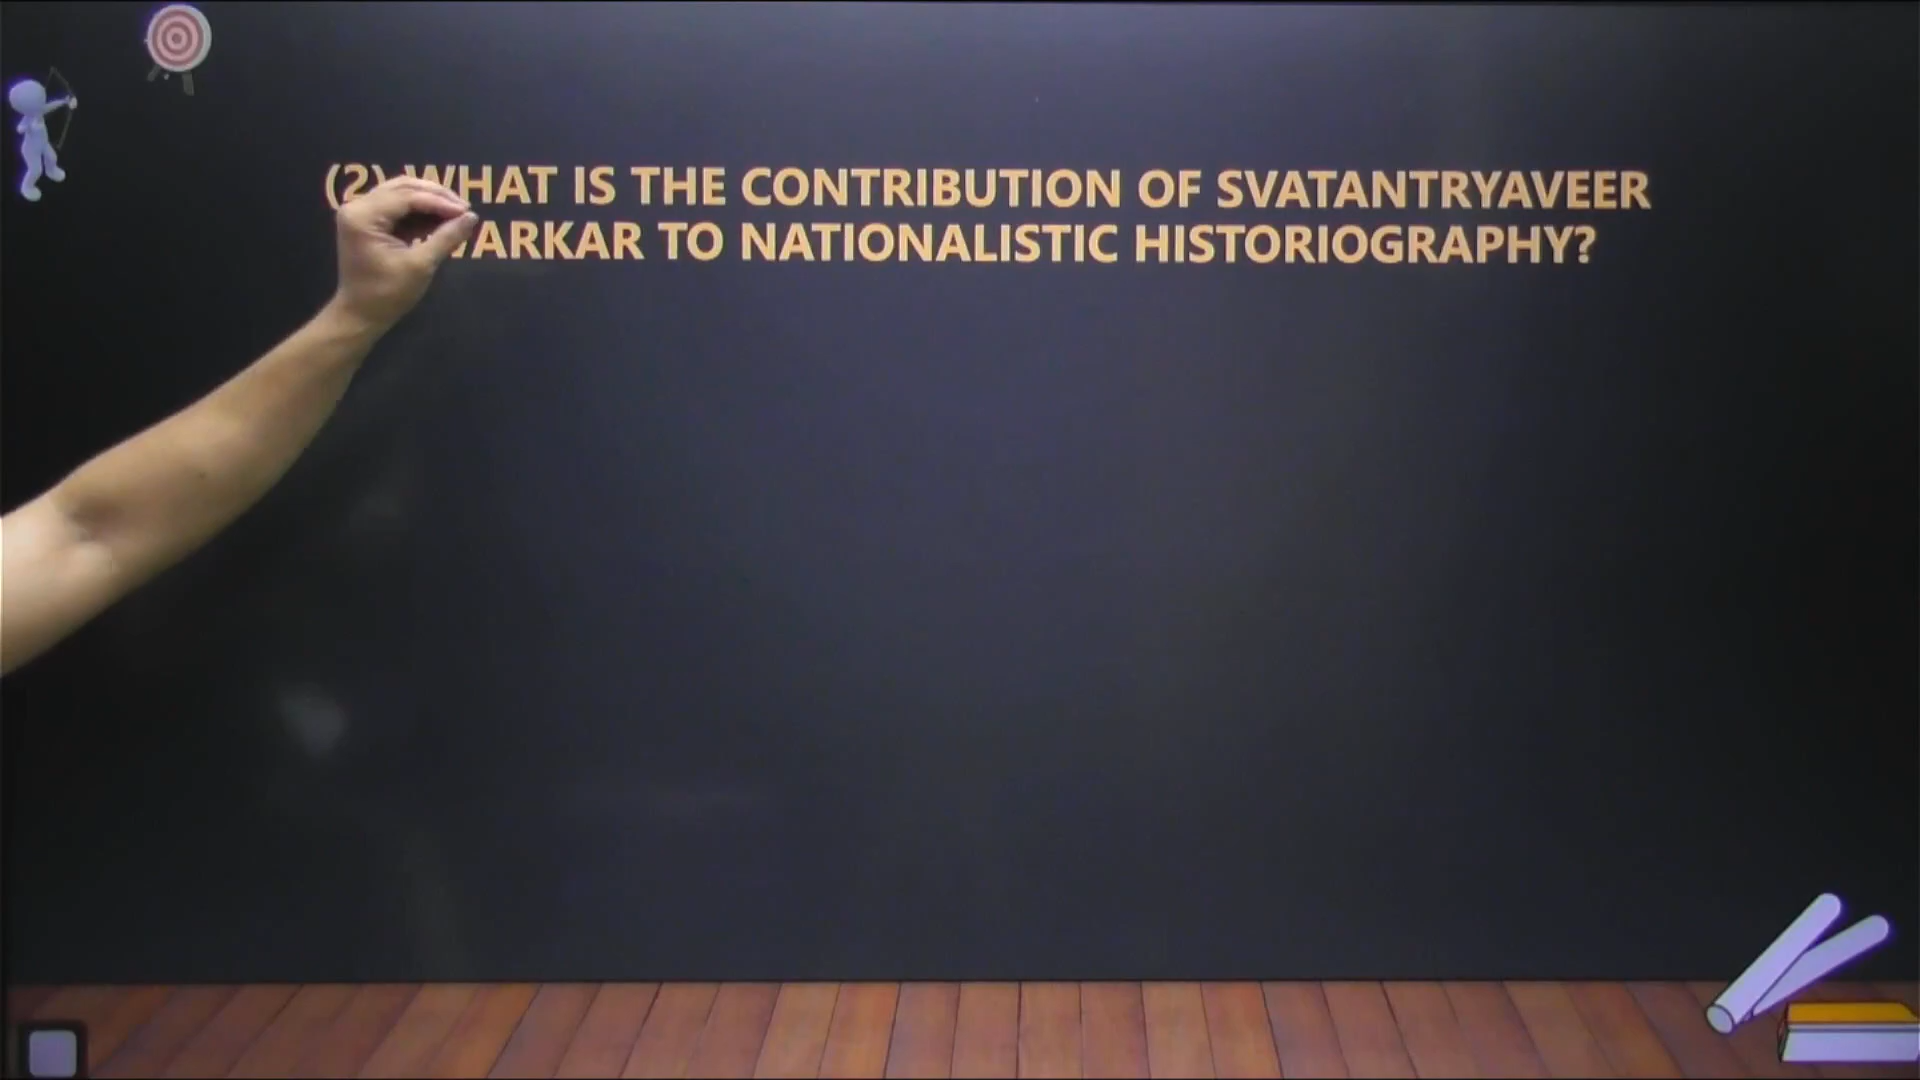 (2) WHAT IS THE CONTRIBUTION OF SVATANTRYAVEER
TO NATIONALISTIC HISTORIOGRAPHY?